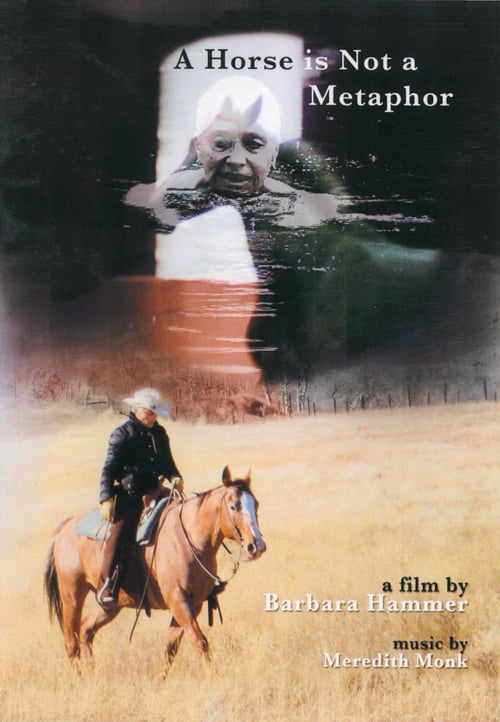 A Horse is Not a
Metaphor
a film by
Barbara Hammer
music by
Meredith Monk